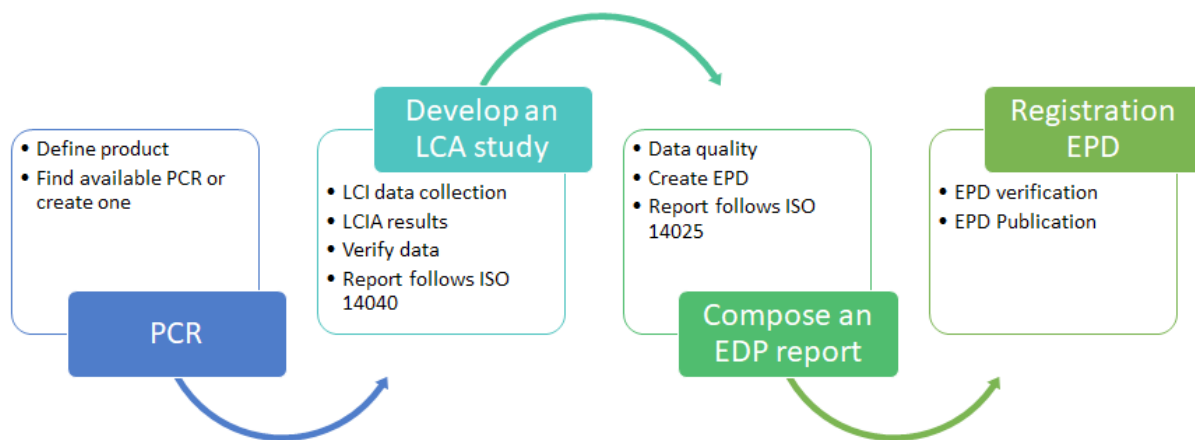 • Define product
• Find available PCR or
create one
PCR
Develop an
LCA study
• LCI data collection
• LCIA results
• Verify data
• Report follows ISO
14040
• Data quality
• Create EPD
• Report follows ISO
14025
Compose an
EDP report
Registration
EPD
• EPD verification
• EPD Publication